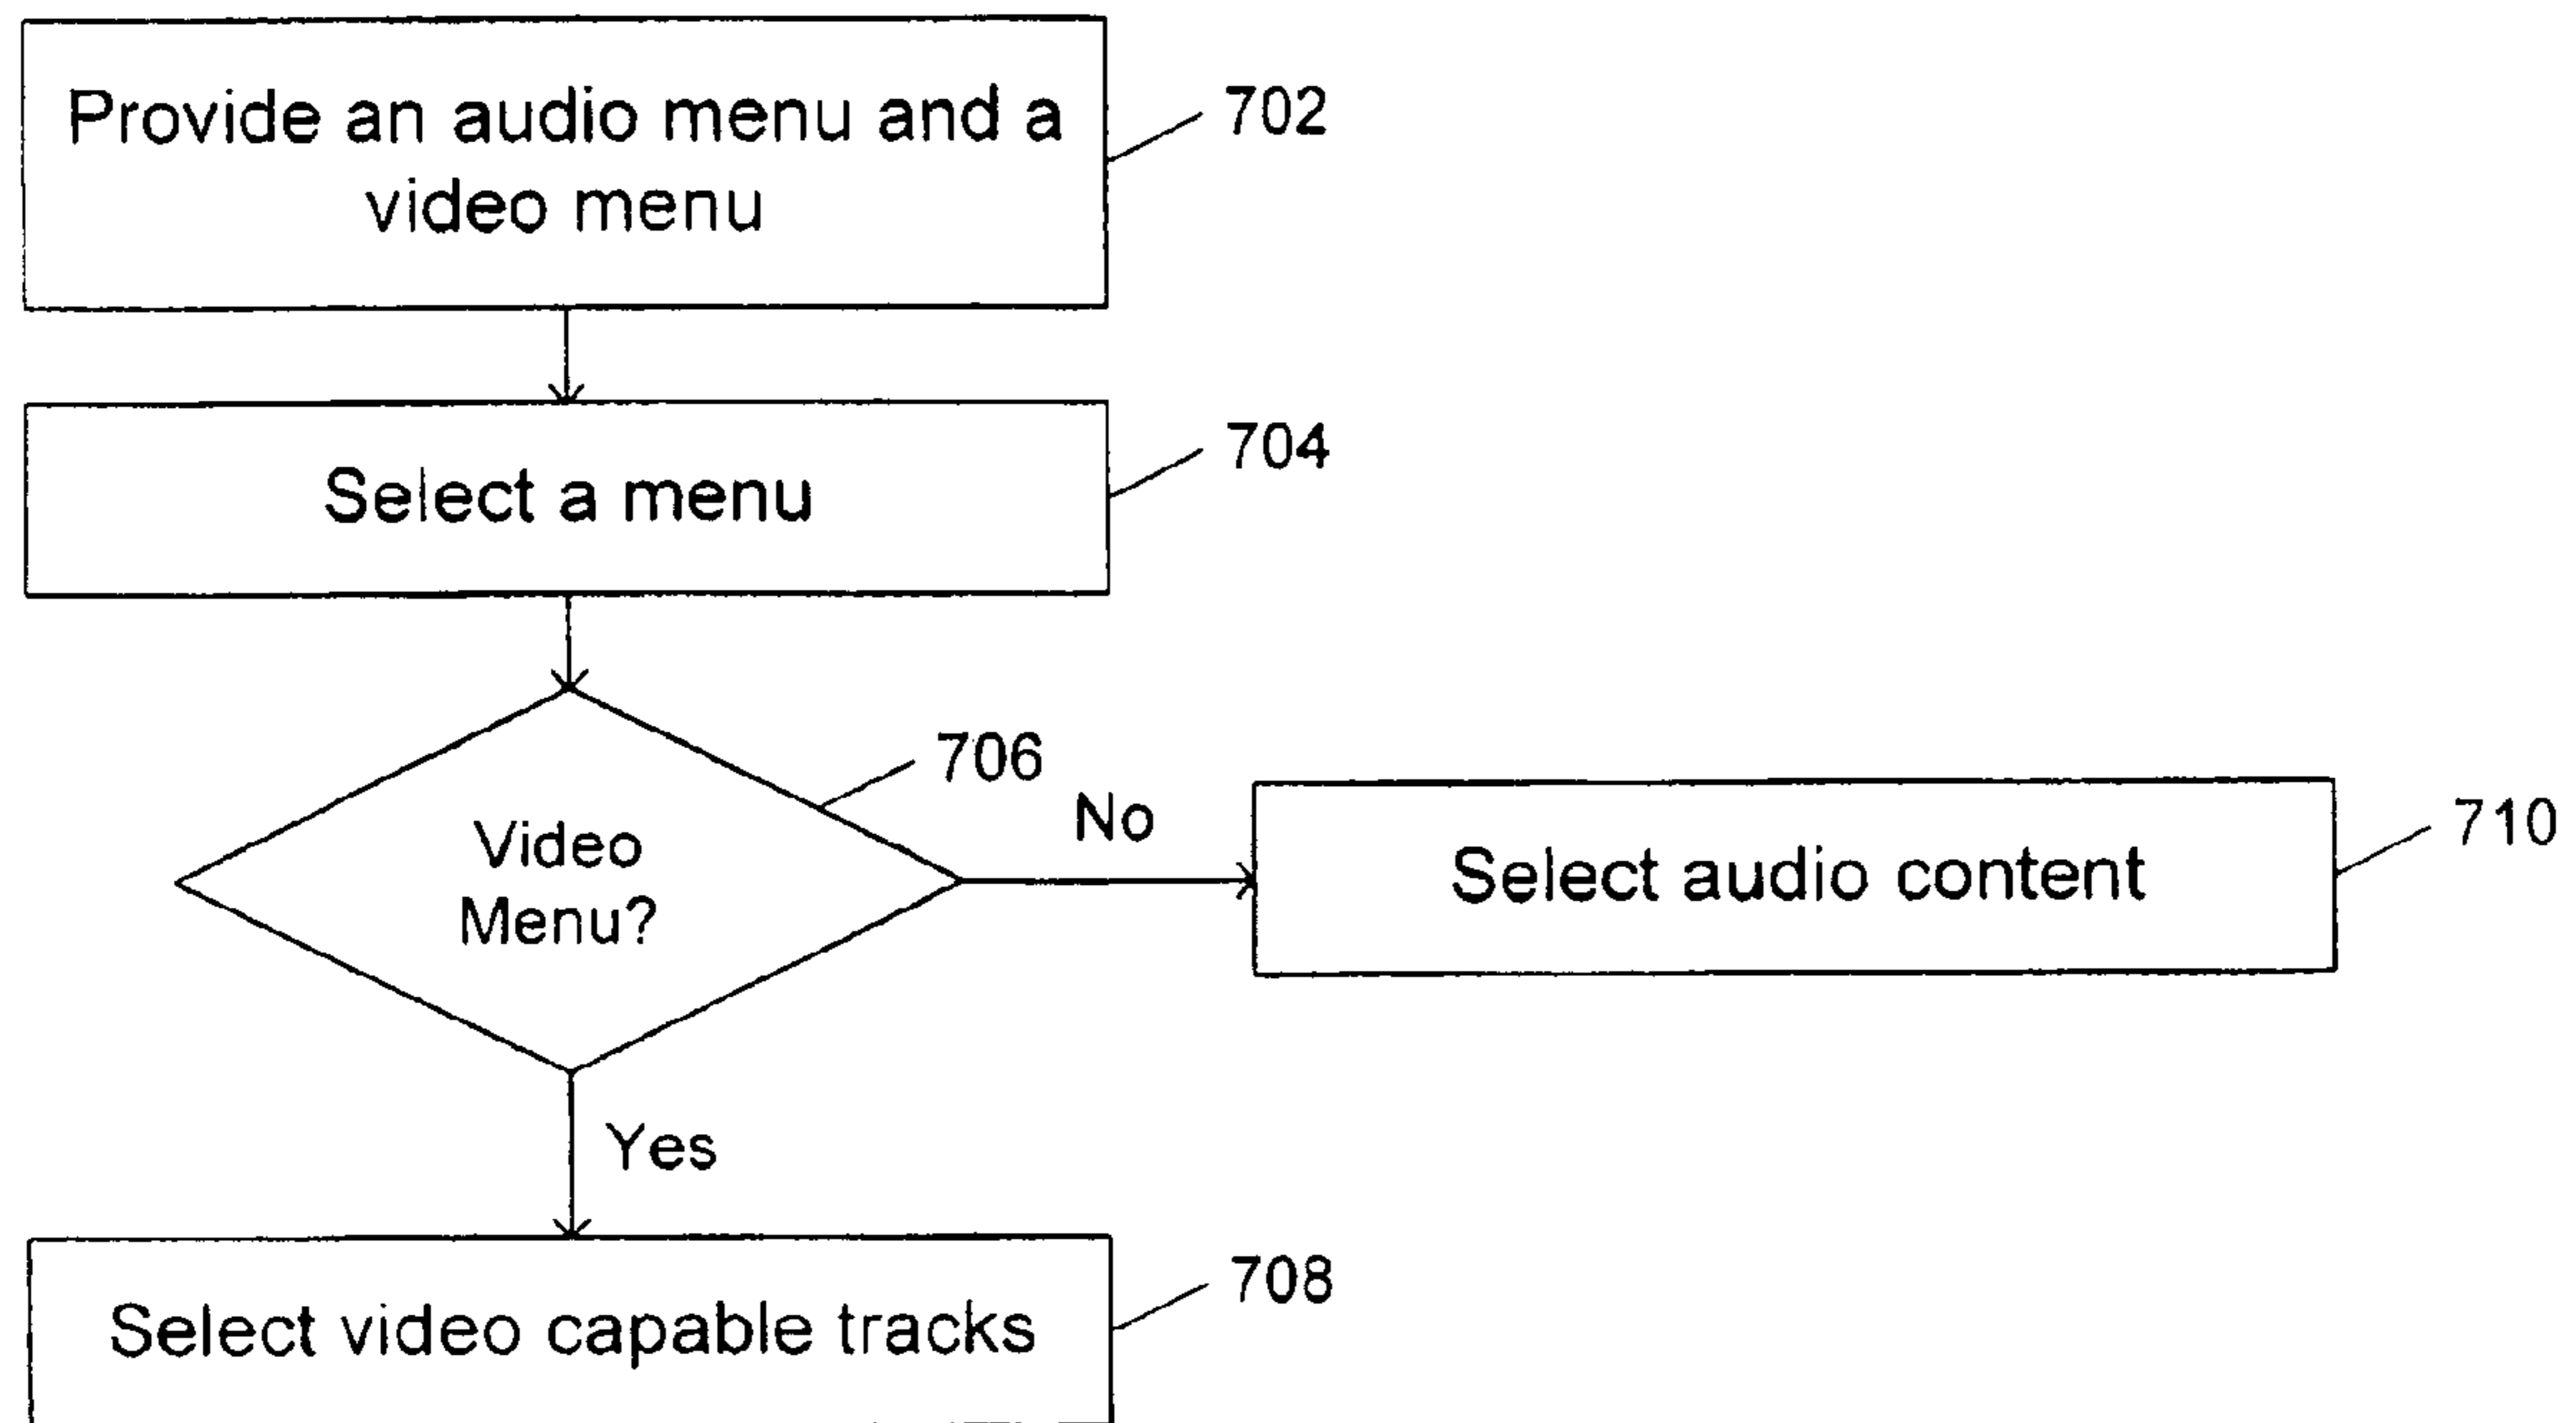 Provide an audio menu and a
video menu
702
Select a menu
704
706
Video
Menu?
No
Select audio content
710
Yes
Select video capable tracks
708